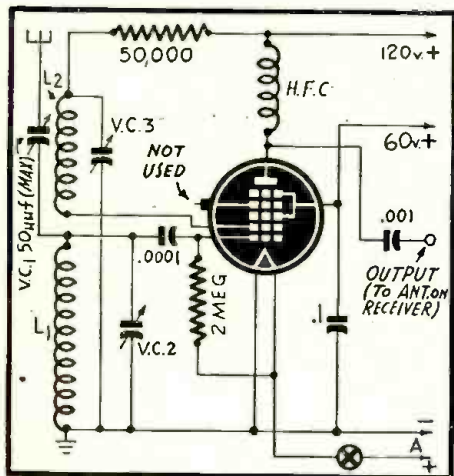 50,000
120v.+
L2
H.F.C.
V.C.3
60v.+
NOT
USED
V.C.1 50μμf (MAX)
.001
.0001
OUTPUT
(TO ANT. ON
RECEIVER)
2 MEG
.1
L1
V.C.2
−
A
+